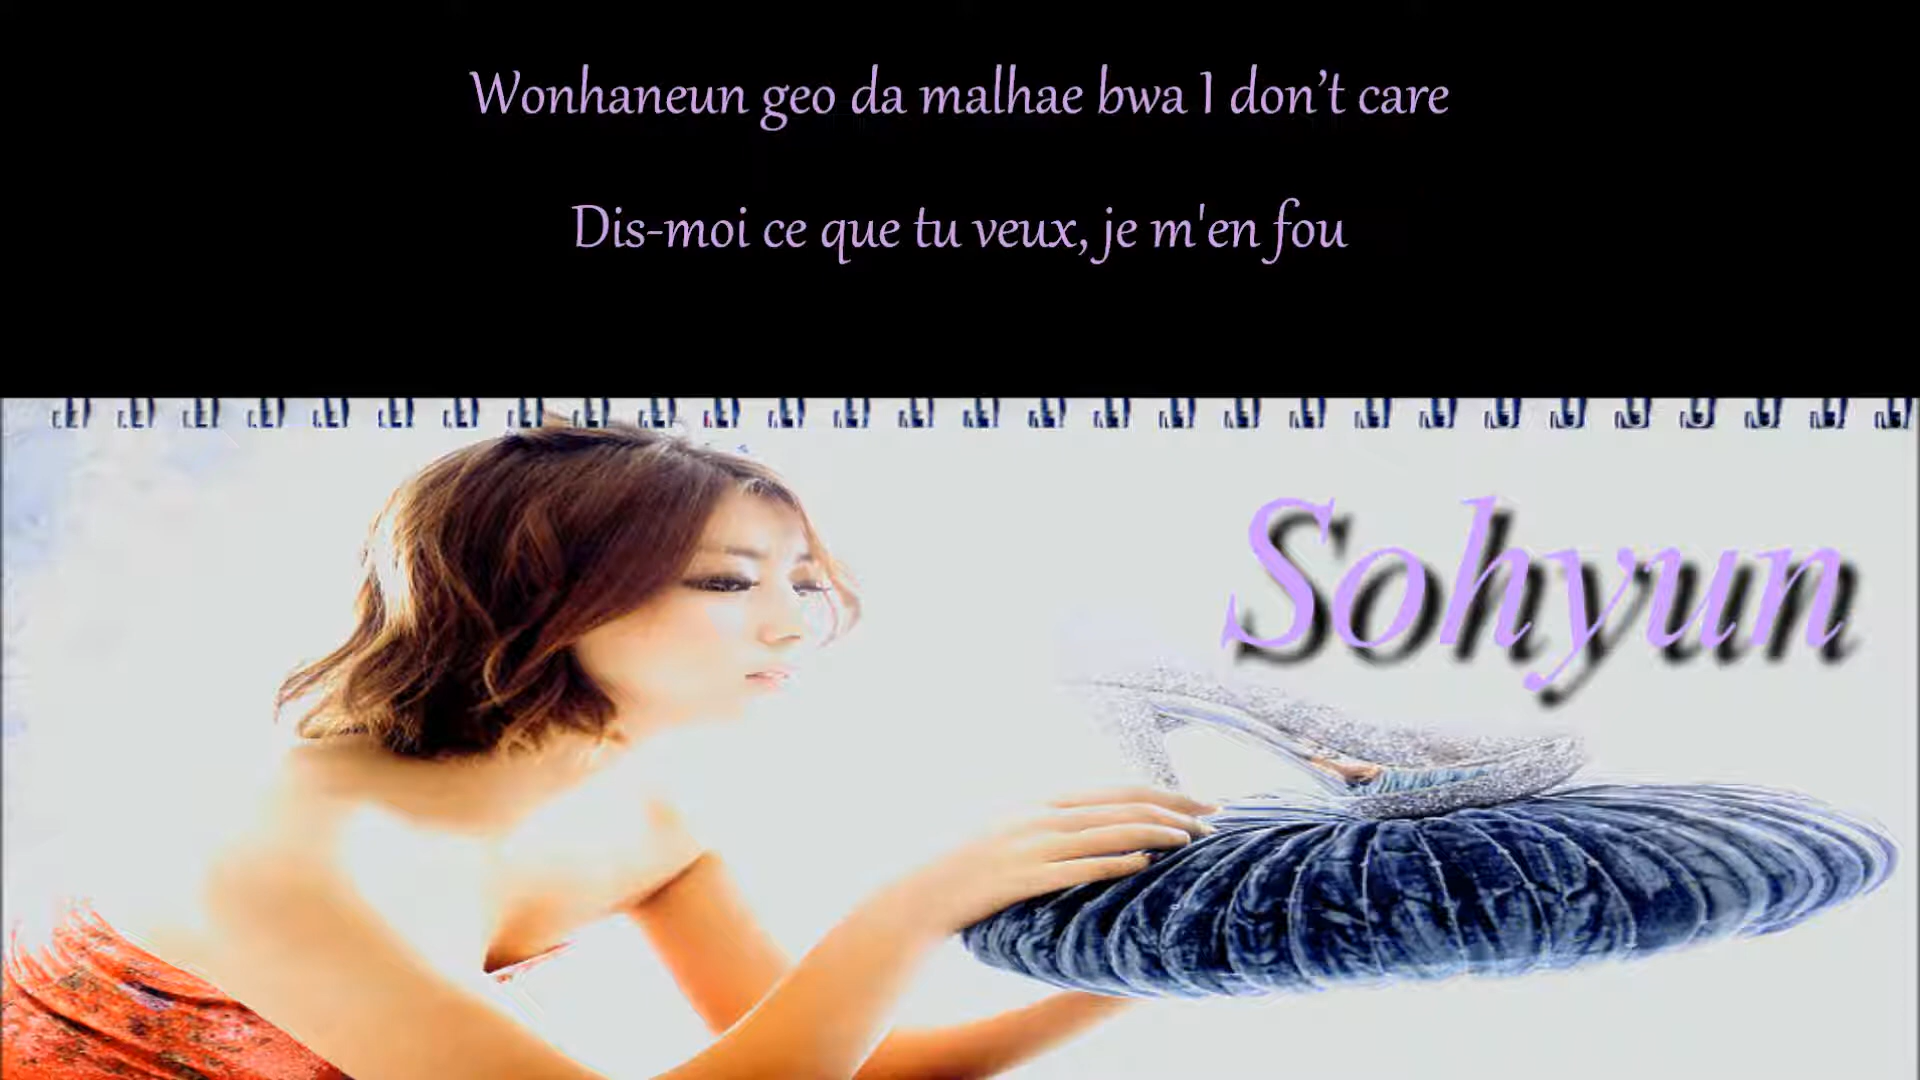 Wonhaneun geo da malhae bwa I don’t care
Dis-moi ce que tu veux, je m'en fou
Sohyun